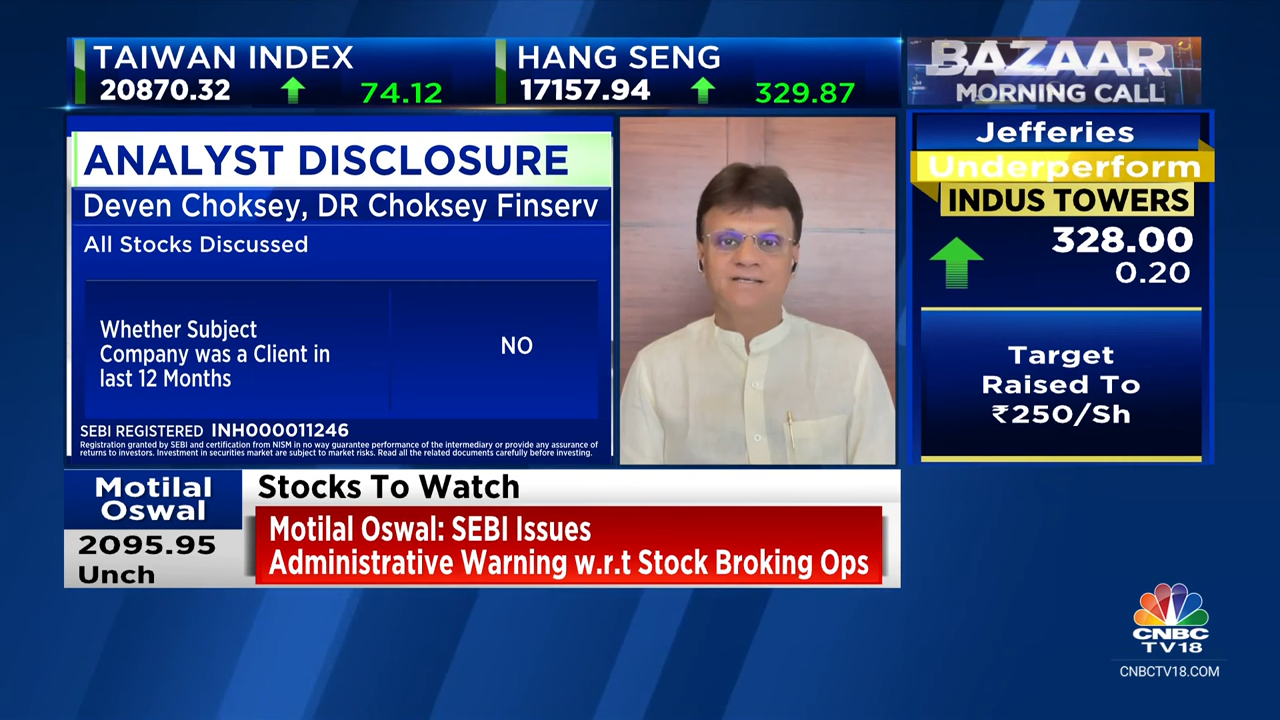 TAIWAN INDEX
20870.32 74.12
HANG SENG
17157.94 329.87
BAZAAR
MORNING CALL
ANALYST DISCLOSURE
Deven Choksey, DR Choksey Finserv
All Stocks Discussed
Whether Subject
Company was a Client in
last 12 Months
NO
SEBI REGISTERED INH000011246
Registration granted by SEBI and certification from NISM in no way guarantee performance of the intermediary or provide any assurance of
returns to investors. Investment in securities market are subject to market risks. Read all the related documents carefully before investing.
Jefferies
Underperform
INDUS TOWERS
328.00
0.20
Target
Raised To
₹250/Sh
Motilal
Oswal
2095.95
Unch
Stocks To Watch
Motilal Oswal: SEBI Issues
Administrative Warning w.r.t Stock Broking Ops
CNBC
TV18
CNBCTV18.COM